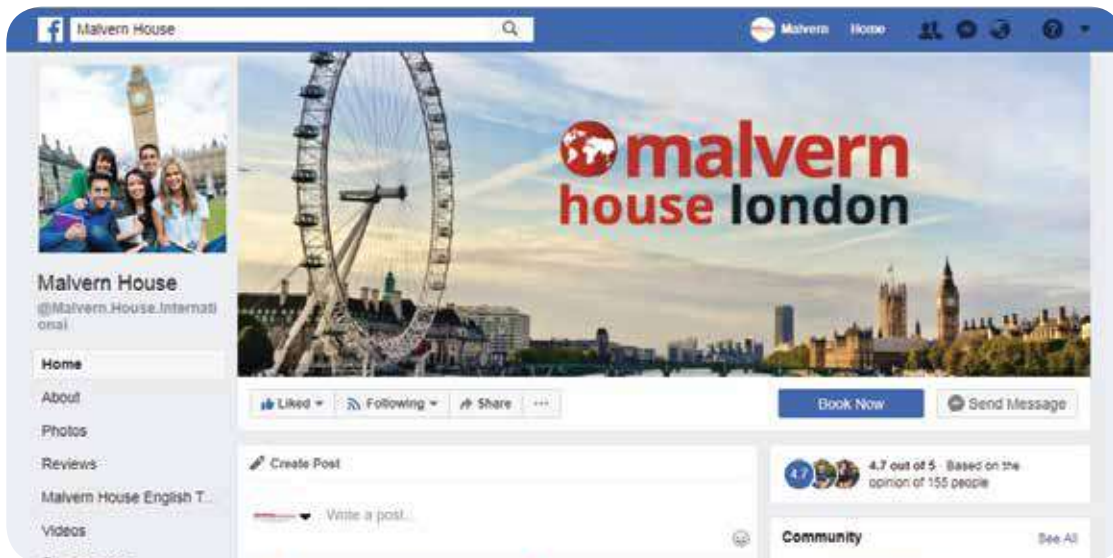 Malvern House
Malvern Home
malvern
house london
Malvern House
@Malvern.House.Internati
onal
Home
About
Photos
Reviews
Malvern House English T...
Videos
Liked Following Share ...
Book Now Send Message
Create Post
Write a post...
4.7 4.7 out of 5 · Based on the
opinion of 155 people
Community See All